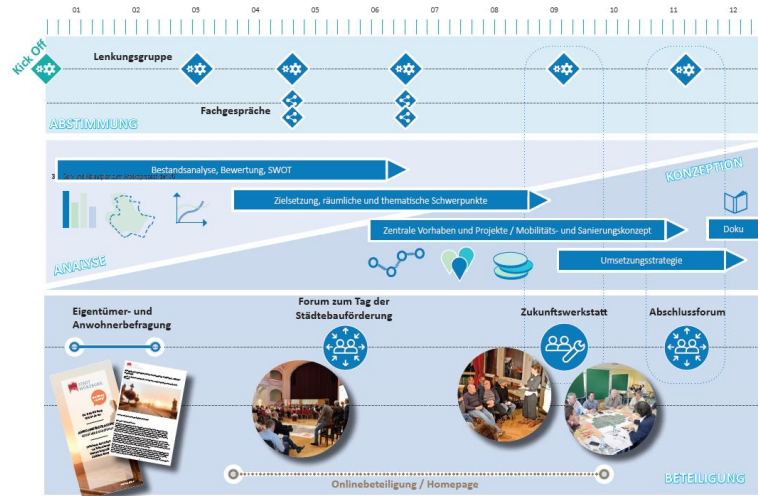 01 02 03 04 05 06 07 08 09 10 11 12
Kick Off
Lenkungsgruppe
Fachgespräche
ABSTIMMUNG
Bestandsanalyse, Bewertung, SWOT
3
KONZEPTION
Zielsetzung, räumliche und thematische Schwerpunkte
Zentrale Vorhaben und Projekte / Mobilitäts- und Sanierungskonzept
Doku
Umsetzungsstrategie
ANALYSE
Eigentümer- und
Anwohnerbefragung
Forum zum Tag der
Städtebauförderung
Zukunftswerkstatt
Abschlussforum
Onlinebeteiligung / Homepage
BETEILIGUNG